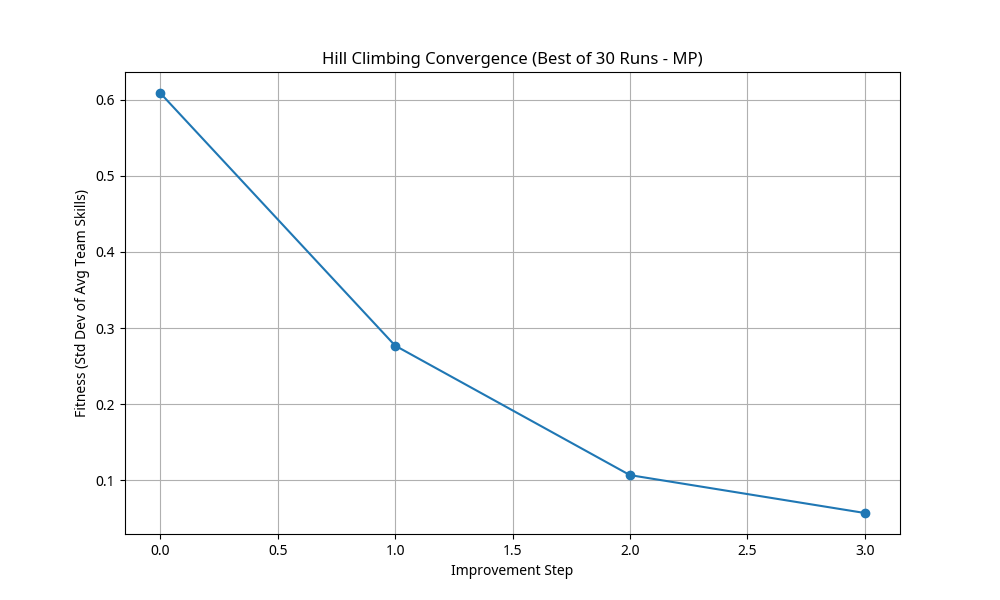 Hill Climbing Convergence (Best of 30 Runs - MP)
Fitness (Std Dev of Avg Team Skills)
0.6
0.5
0.4
0.3
0.2
0.1
0.0 0.5 1.0 1.5 2.0 2.5 3.0
Improvement Step